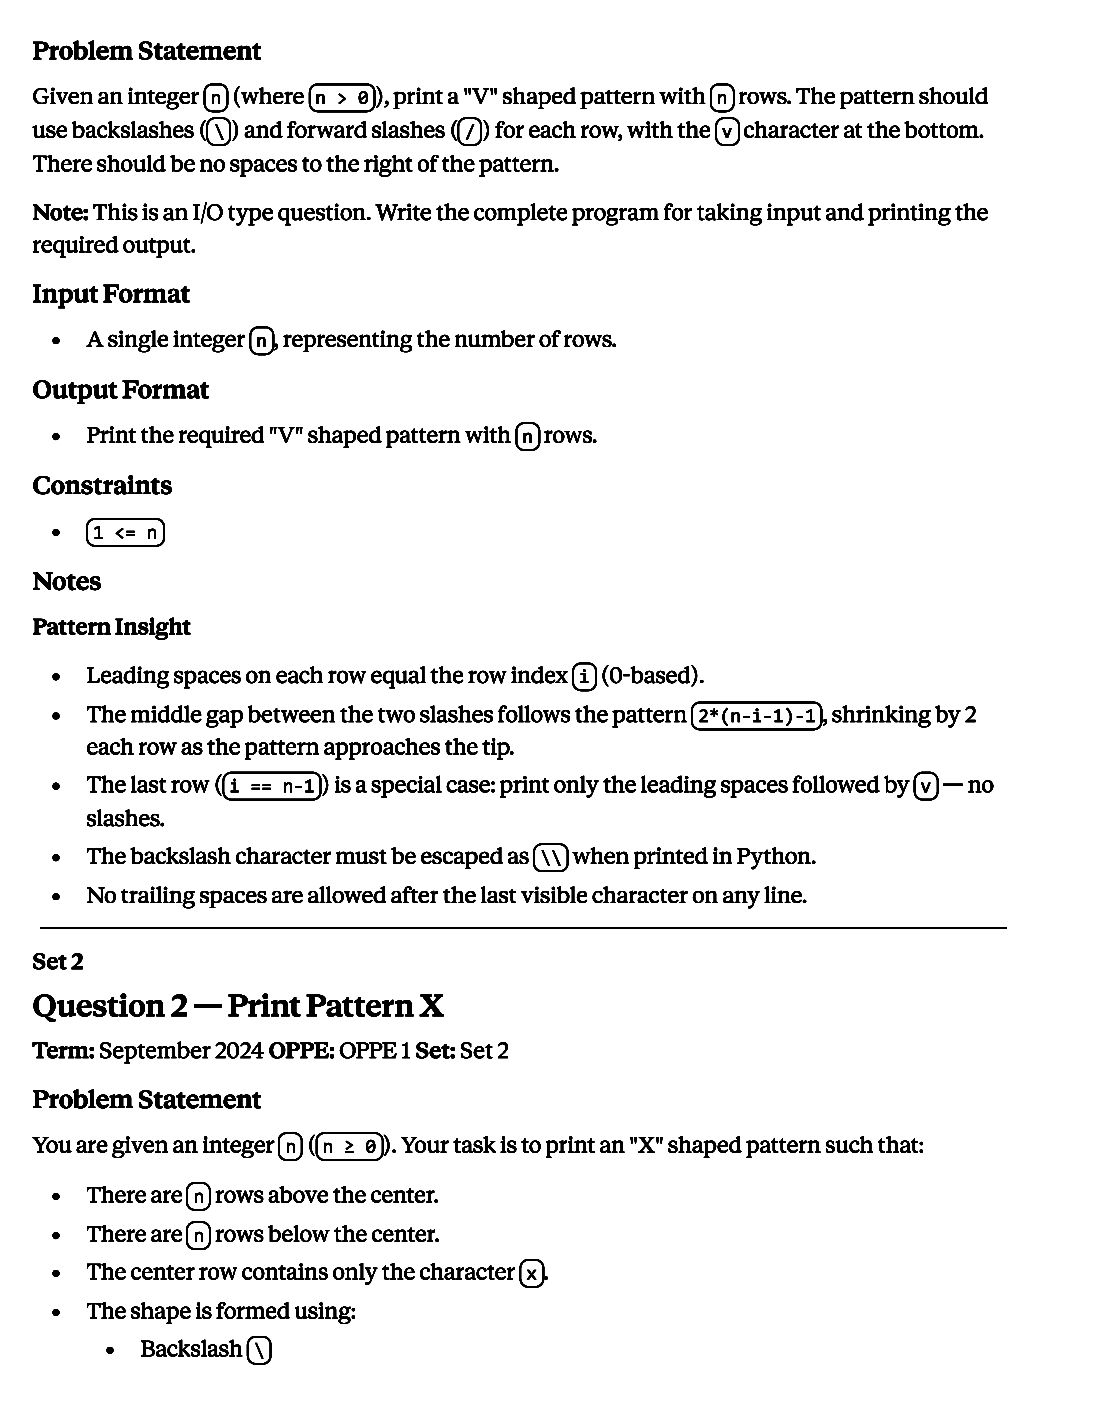 Problem Statement
Given an integer n (where n > 0), print a "V" shaped pattern with n rows. The pattern should
use backslashes (\) and forward slashes (/) for each row, with the v character at the bottom.
There should be no spaces to the right of the pattern.
Note: This is an I/O type question. Write the complete program for taking input and printing the
required output.
Input Format
• A single integer n, representing the number of rows.
Output Format
• Print the required "V" shaped pattern with n rows.
Constraints
• 1 <= n
Notes
Pattern Insight
• Leading spaces on each row equal the row index i (0-based).
• The middle gap between the two slashes follows the pattern 2*(n-i-1)-1, shrinking by 2
each row as the pattern approaches the tip.
• The last row (i == n-1) is a special case: print only the leading spaces followed by v — no
slashes.
• The backslash character must be escaped as \\ when printed in Python.
• No trailing spaces are allowed after the last visible character on any line.
Set 2
Question 2 — Print Pattern X
Term: September 2024 OPPE: OPPE 1 Set: Set 2
Problem Statement
You are given an integer n (n ≥ 0). Your task is to print an "X" shaped pattern such that:
• There are n rows above the center.
• There are n rows below the center.
• The center row contains only the character x.
• The shape is formed using:
• Backslash \